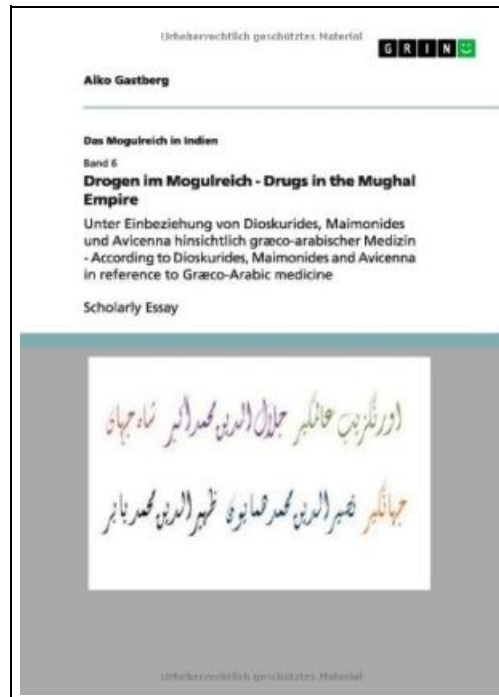 Urheberrechtlich geschütztes Material
GRIN
Aiko Gastberg
Das Mogulreich in Indien
Band 6
Drogen im Mogulreich - Drugs in the Mughal
Empire
Unter Einbeziehung von Dioskurides, Maimonides
und Avicenna hinsichtlich græco-arabischer Medizin
- According to Dioskurides, Maimonides and Avicenna
in reference to Græco-Arabic medicine
Scholarly Essay
اورنگزیب عالمگیر جلال الدین محمد اکبر شاه جهان
جهانگیر نصیر الدین محمد همایون ظهیر الدین محمد بابر
Urheberrechtlich geschütztes Material